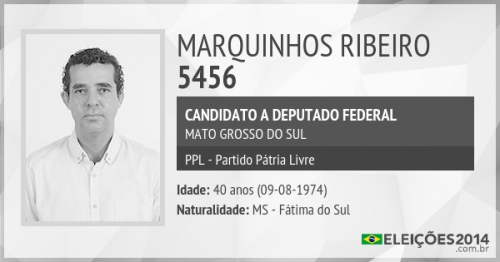 MARQUINHOS RIBEIRO
5456
CANDIDATO A DEPUTADO FEDERAL
MATO GROSSO DO SUL
PPL - Partido Pátria Livre
Idade: 40 anos (09-08-1974)
Naturalidade: MS - Fátima do Sul
ELEIÇÕES2014
.com.br